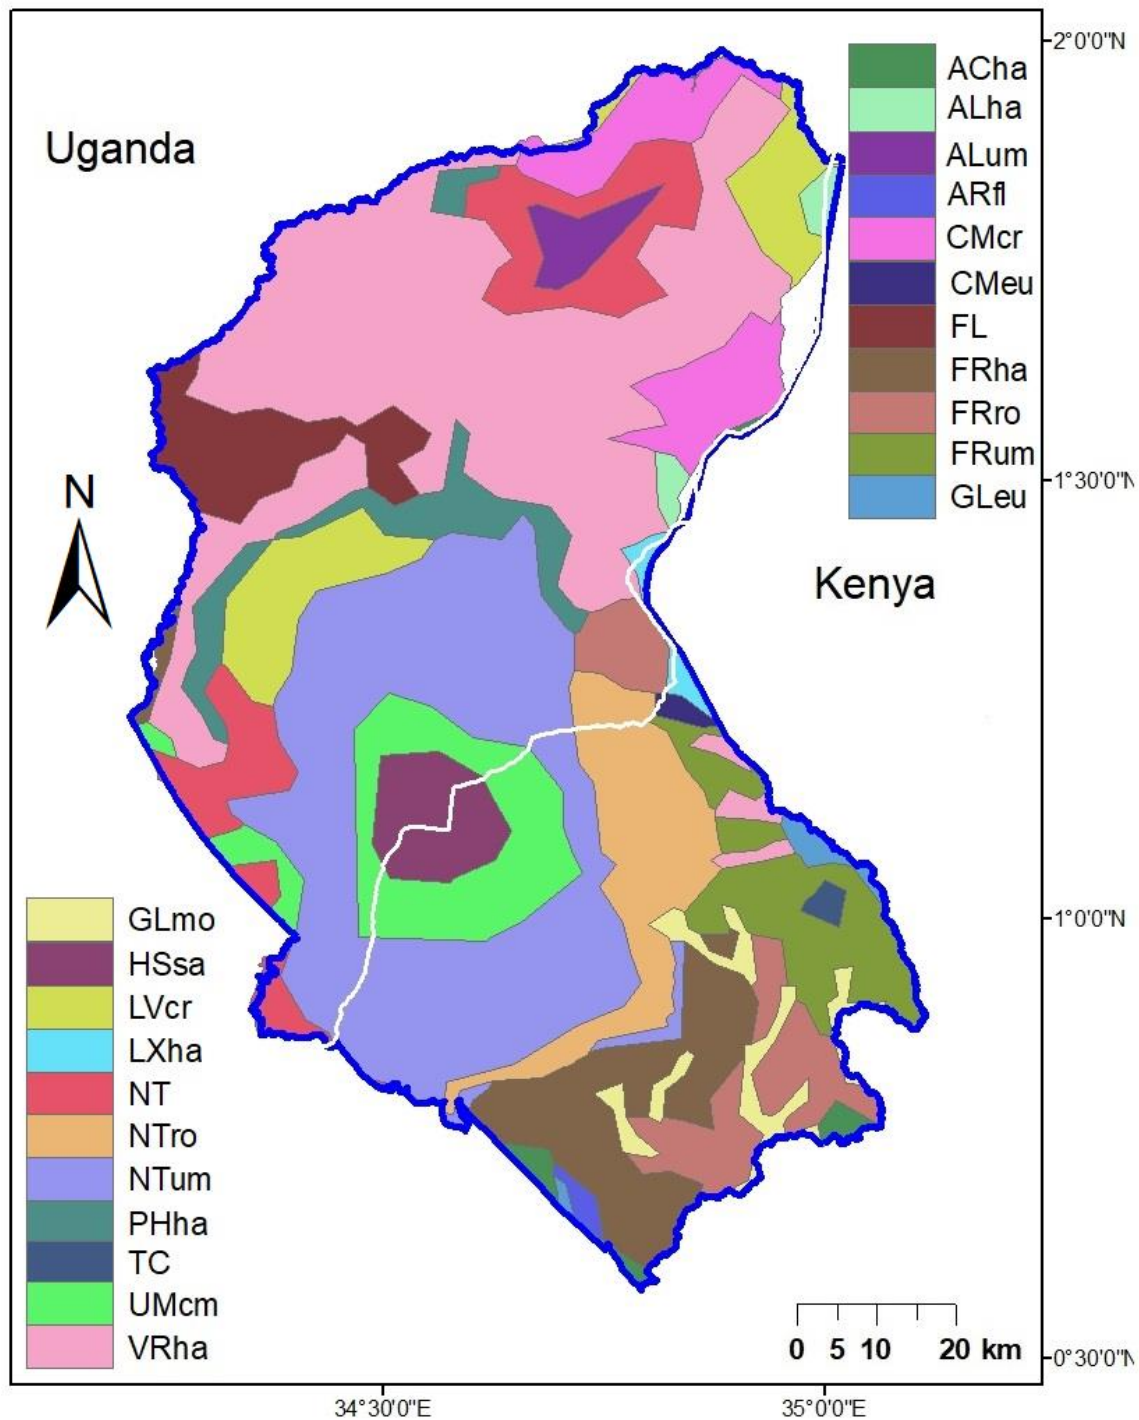 2°0'0"N
Uganda
ACha
ALha
ALum
ARfl
CMcr
CMeu
FL
FRha
FRro
FRum
GLeu
N
1°30'0"N
Kenya
GLmo
HSsa
LVcr
LXha
NT
NTro
NTum
PHha
TC
UMcm
VRha
1°0'0"N
0 5 10 20 km
0°30'0"N
34°30'0"E 35°0'0"E